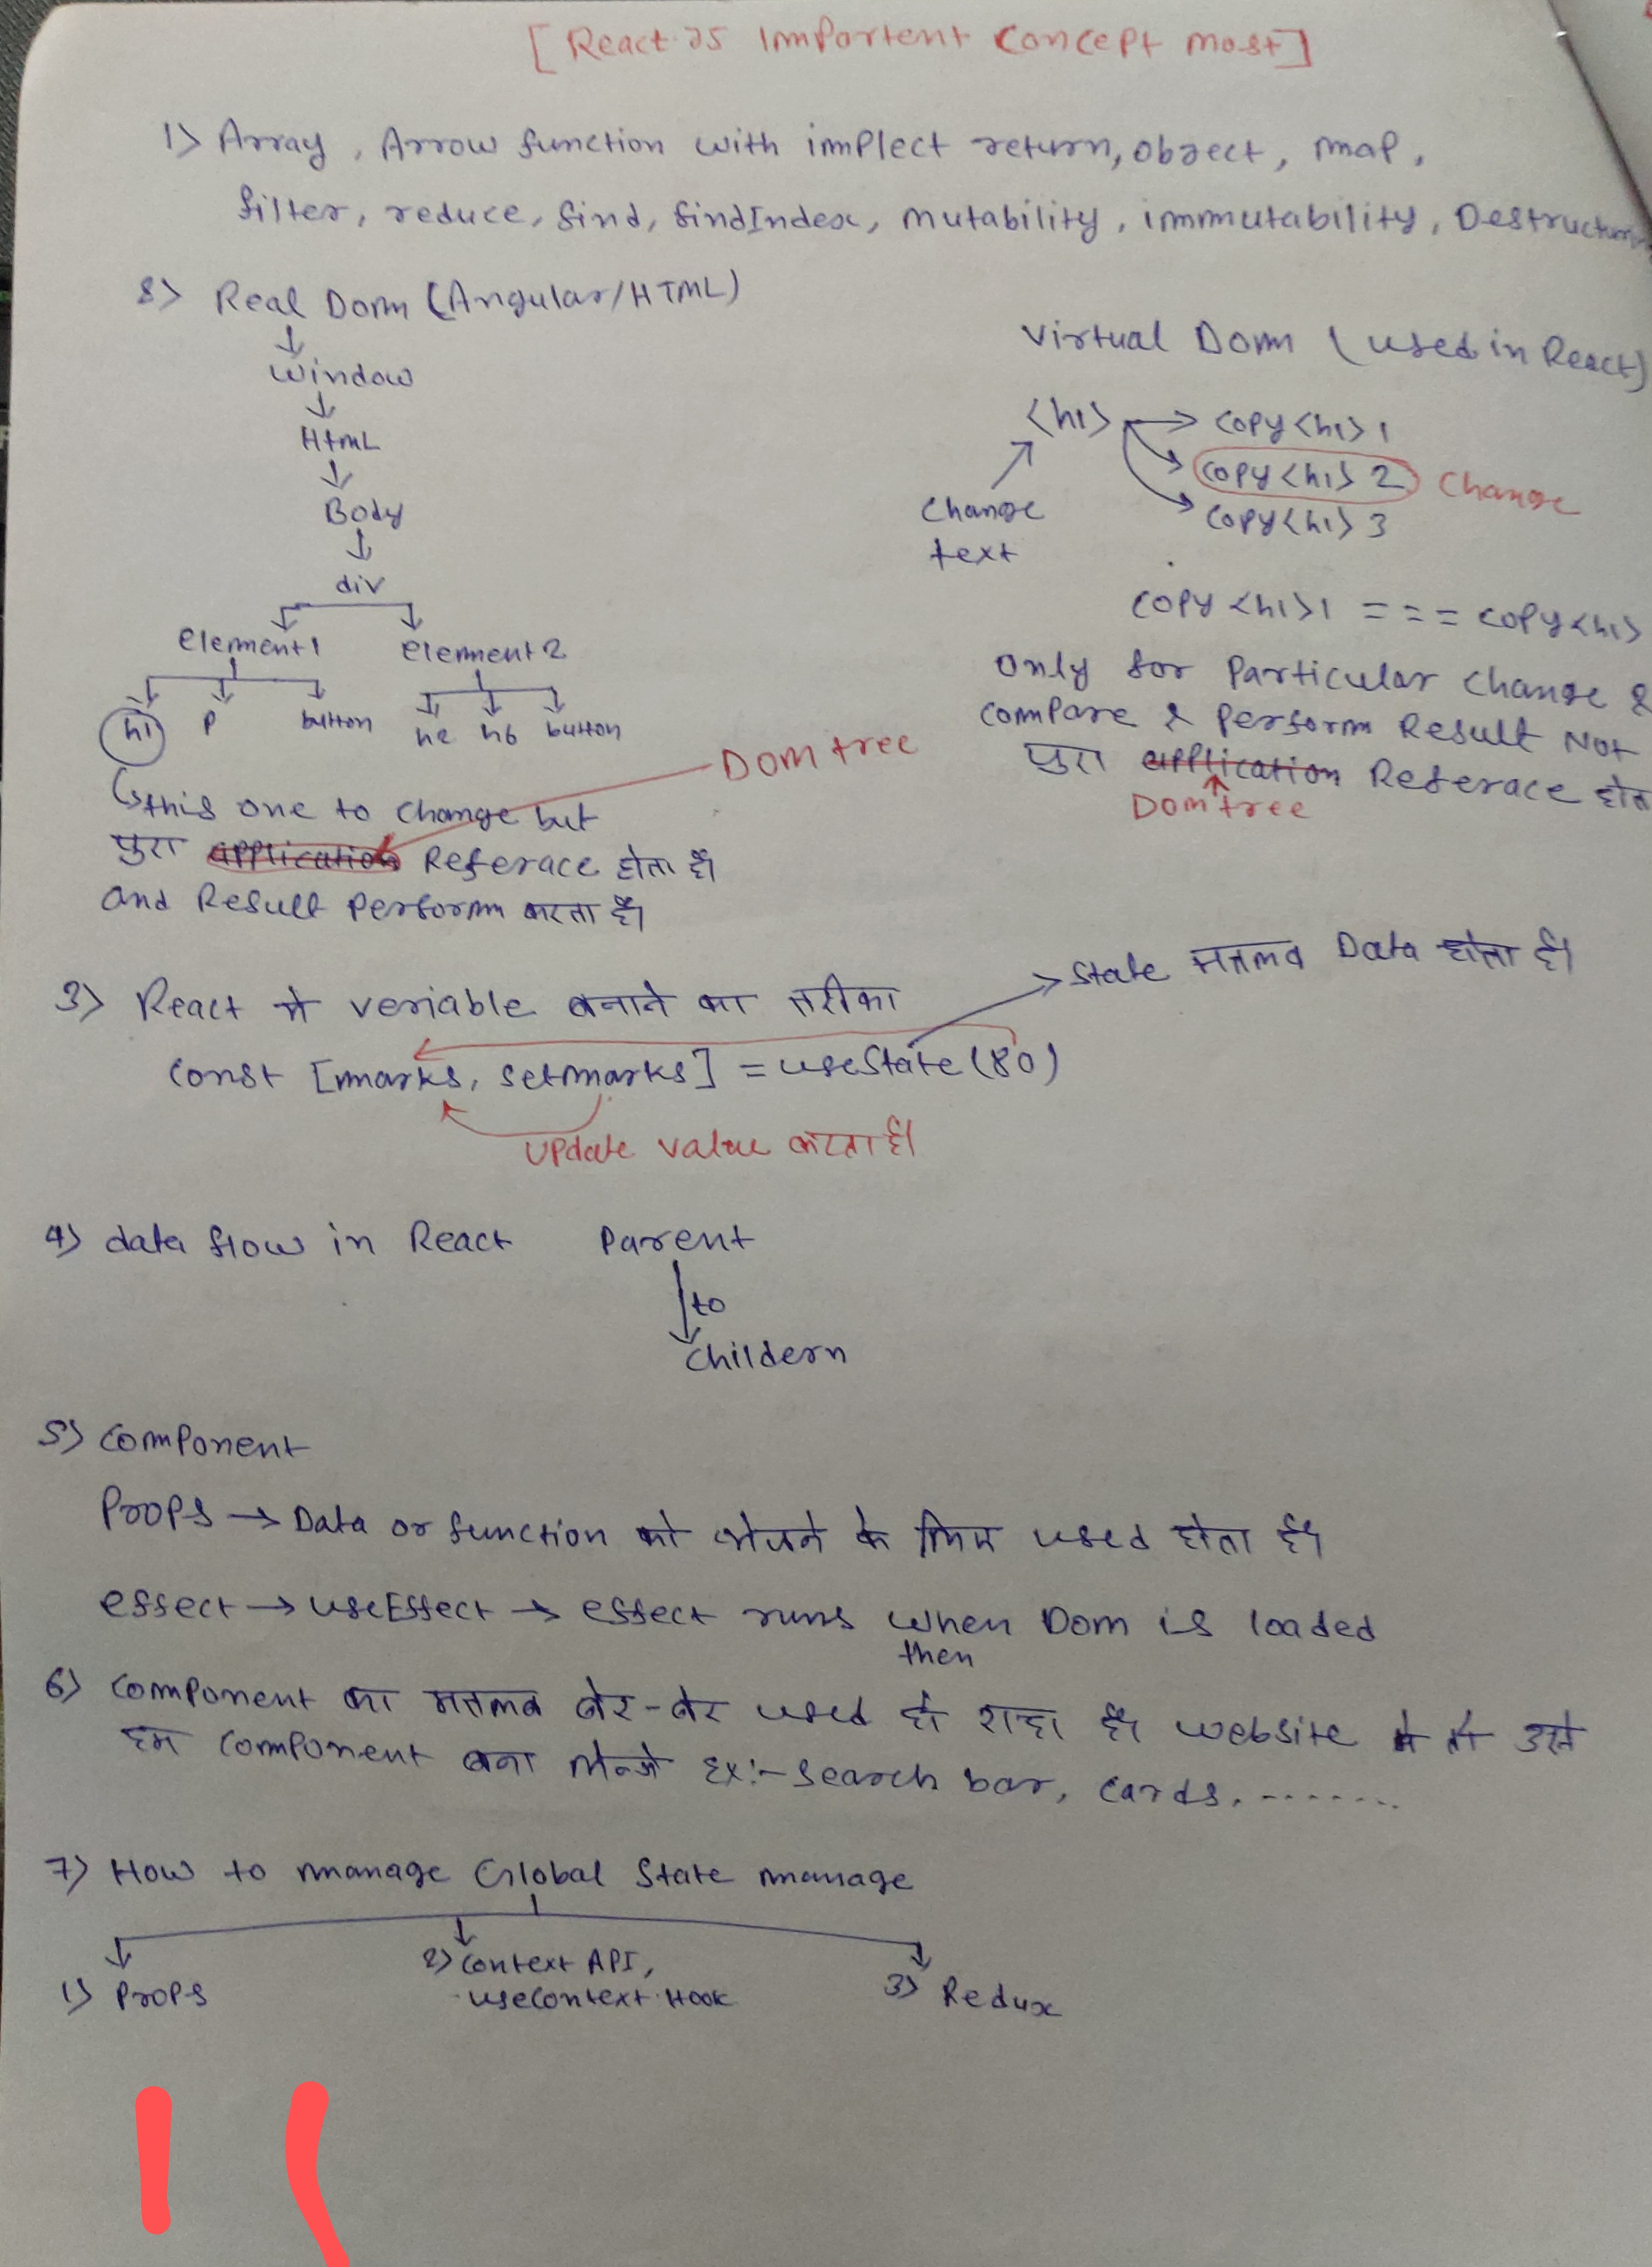 [React JS Importent Concept most]
1) Array, Arrow function with implect return, object, map,
filter, reduce, find, findIndex, mutability, immutability, Destructuring
8) Real Dom (Angular/HTML)
Window
HtmL
Body
div
Element1 Element2
h1 p button h2 h6 button
this one to change but
पुरा application Referace होता है।
and Result Perform करता है।
Dom tree
Virtual Dom (used in React)
<h1> Copy<h1>1
Copy<h1>2 Change
Copy<h1>3
Change
text
Copy<h1>1 === Copy<h1>
Only for Particular Change &
Compare & Perform Result Not
पुरा application Referace होता
Dom tree
State मतलब Data होता है।
3) React मे veriable बनाने का तरीका
Const [marks, setmarks] = useState(80)
Update Value करता है।
4) data flow in React Parent
to
Childern
5) Component
Props → Data or function को भेजने के लिए used होता है।
effect → useEffect → effect runs when Dom is loaded
then
6) Component का मतलब बेर-बेर used हो राहा है। website मे तो उसे
हम Component बना लेन्गे Ex:- Search bar, Cards, -------
7) How to manage Global State manage
1) Props
2) Context API,
useContext Hook
3) Redux